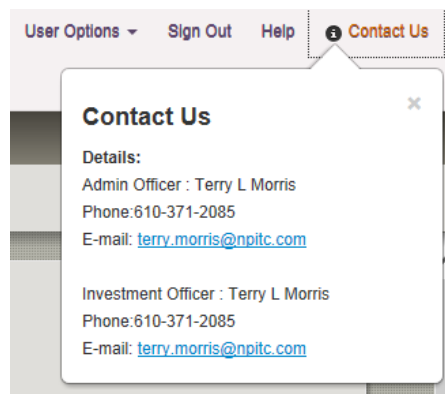 User Options Sign Out Help Contact Us
Contact Us
Details:
Admin Officer : Terry L Morris
Phone:610-371-2085
E-mail: terry.morris@npitc.com
Investment Officer : Terry L Morris
Phone:610-371-2085
E-mail: terry.morris@npitc.com